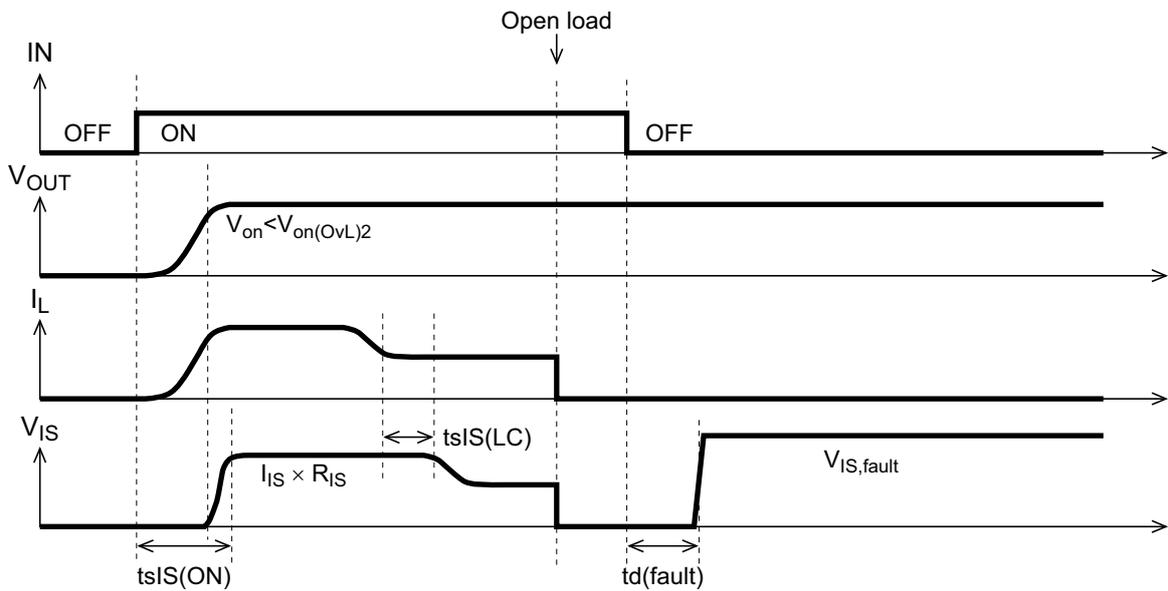 Open load
IN
OFF
ON
OFF
VOUT
Von<Von(OvL)2
IL
VIS
tsIS(LC)
IIS × RIS
VIS,fault
tsIS(ON)
td(fault)